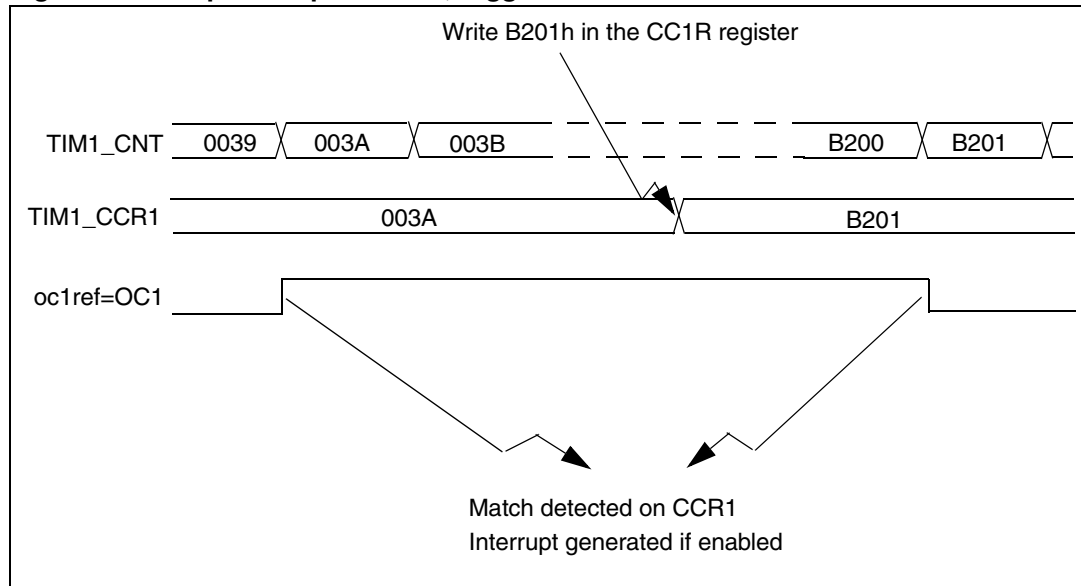 Write B201h in the CC1R register
TIM1_CNT 0039 003A 003B B200 B201
TIM1_CCR1 003A B201
oc1ref=OC1
Match detected on CCR1
Interrupt generated if enabled